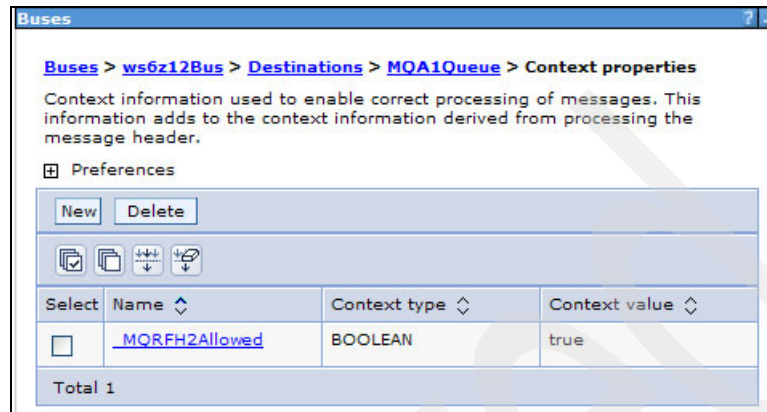 Buses ?
Buses > ws6z12Bus > Destinations > MQA1Queue > Context properties
Context information used to enable correct processing of messages. This
information adds to the context information derived from processing the
message header.
Preferences
New Delete
Select Name Context type Context value
_MQRFH2Allowed BOOLEAN true
Total 1